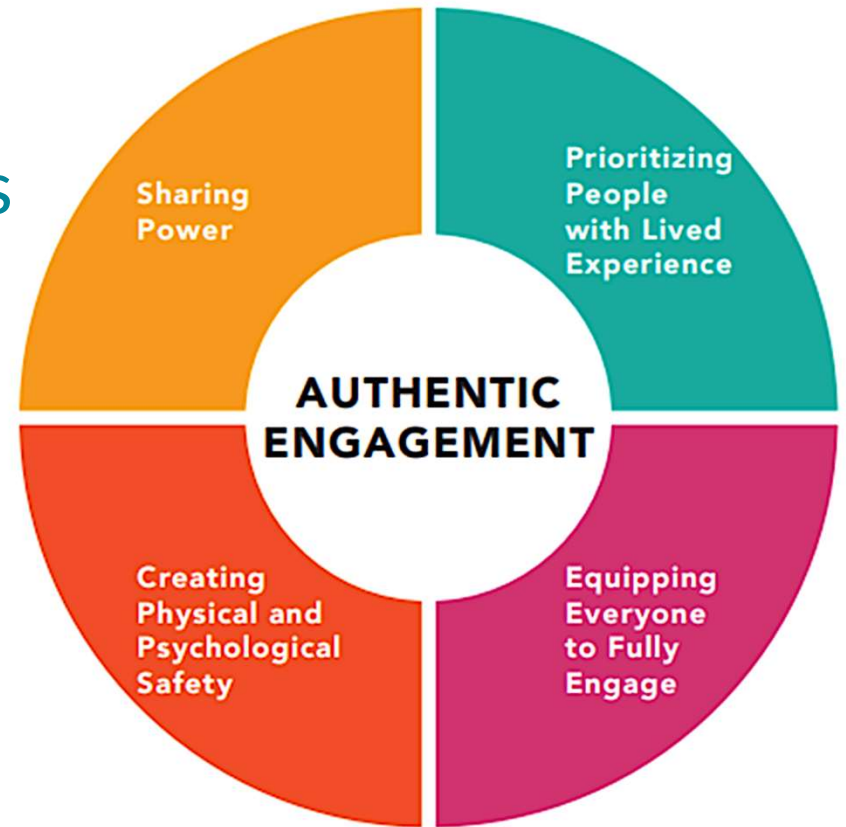 s
Sharing
Power
Prioritizing
People
with Lived
Experience
AUTHENTIC
ENGAGEMENT
Creating
Physical and
Psychological
Safety
Equipping
Everyone
to Fully
Engage